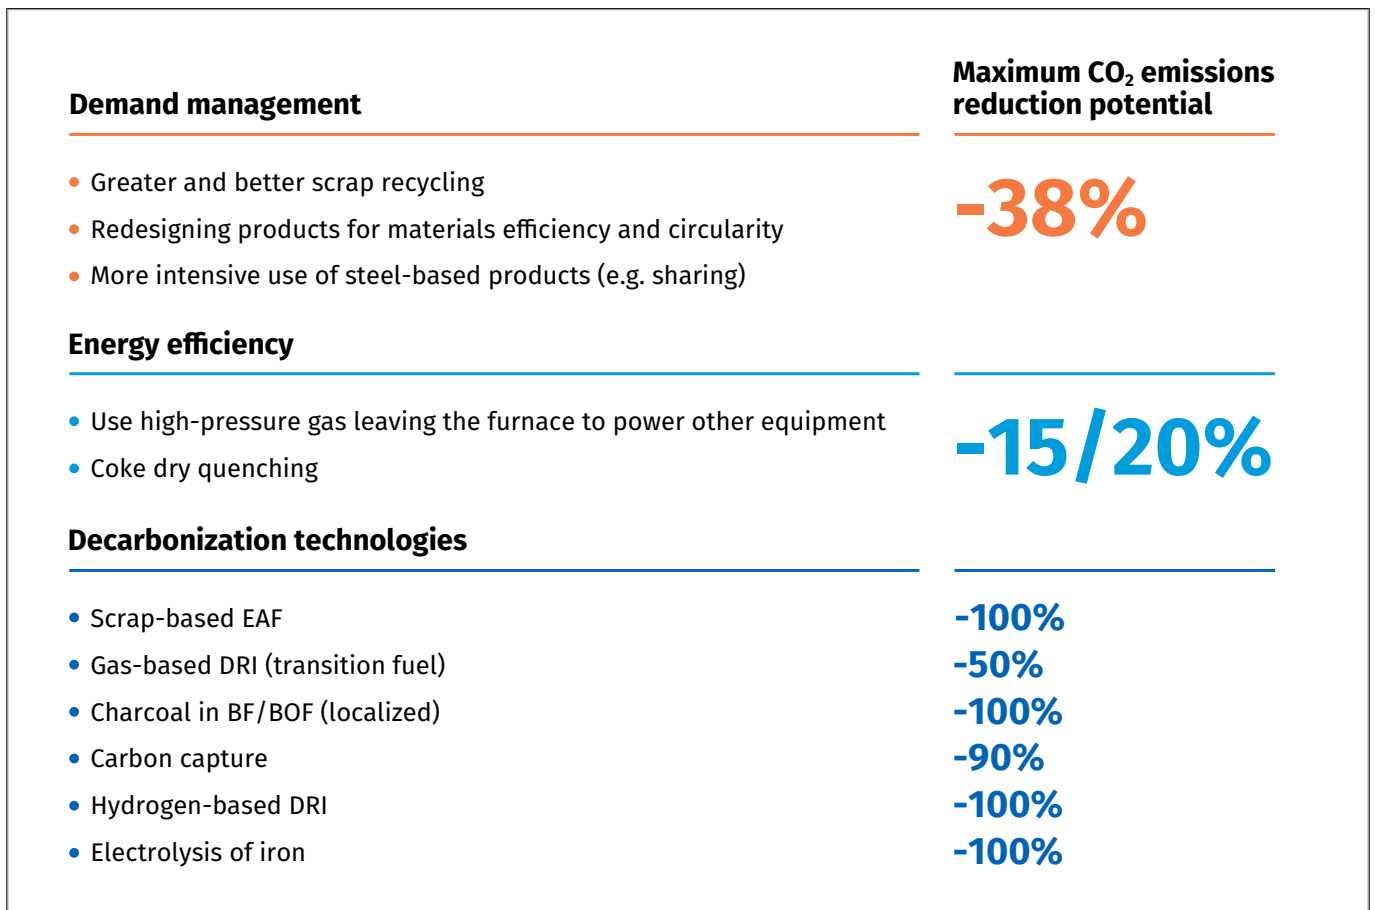 Demand management
Maximum CO₂ emissions
reduction potential
• Greater and better scrap recycling
• Redesigning products for materials efficiency and circularity
• More intensive use of steel-based products (e.g. sharing)
-38%
Energy efficiency
• Use high-pressure gas leaving the furnace to power other equipment
• Coke dry quenching
-15/20%
Decarbonization technologies
• Scrap-based EAF -100%
• Gas-based DRI (transition fuel) -50%
• Charcoal in BF/BOF (localized) -100%
• Carbon capture -90%
• Hydrogen-based DRI -100%
• Electrolysis of iron -100%